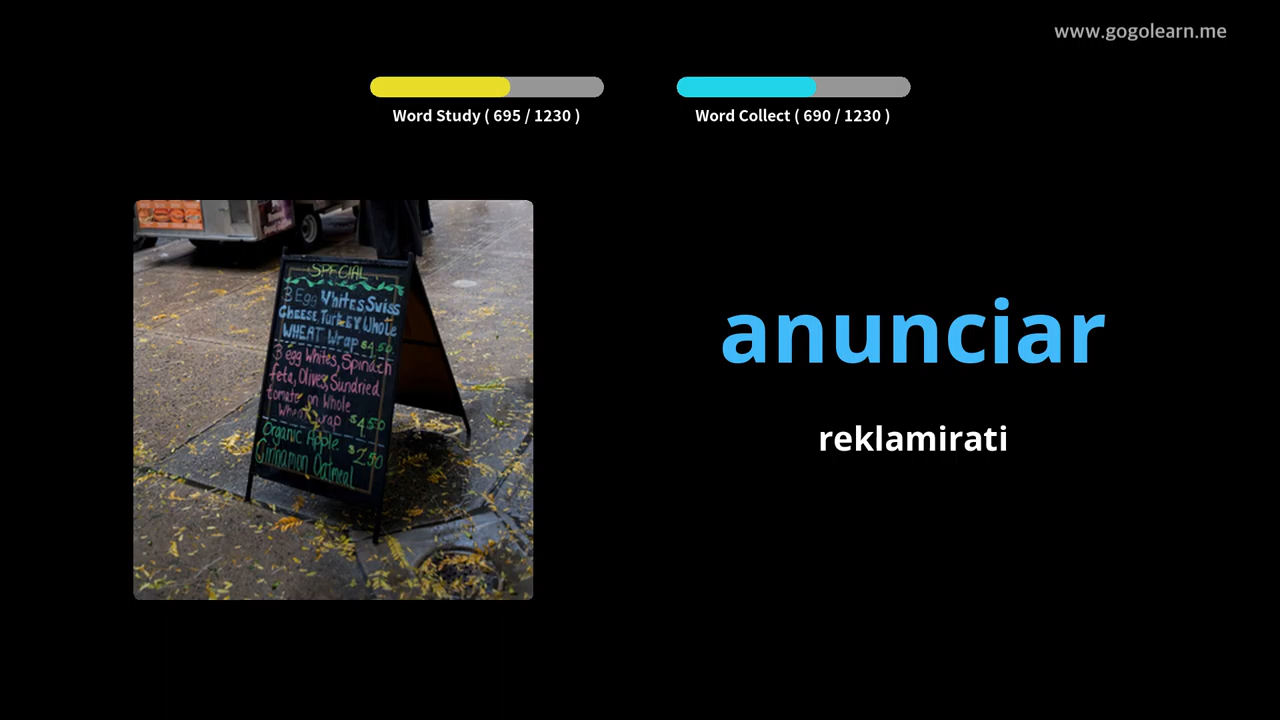 www.gogolearn.me
Word Study ( 695 / 1230 )
Word Collect ( 690 / 1230 )
SPECIAL
3 Egg Whites, Swiss
Cheese, Turkey Whole
WHEAT Wrap $4.50
3 egg Whites, Spinach
feta, Olives, Sundried
tomato on Whole
Wheat Wrap $4.50
Organic Apple
Cinnamon Oatmeal $2.50
anunciar
reklamirati